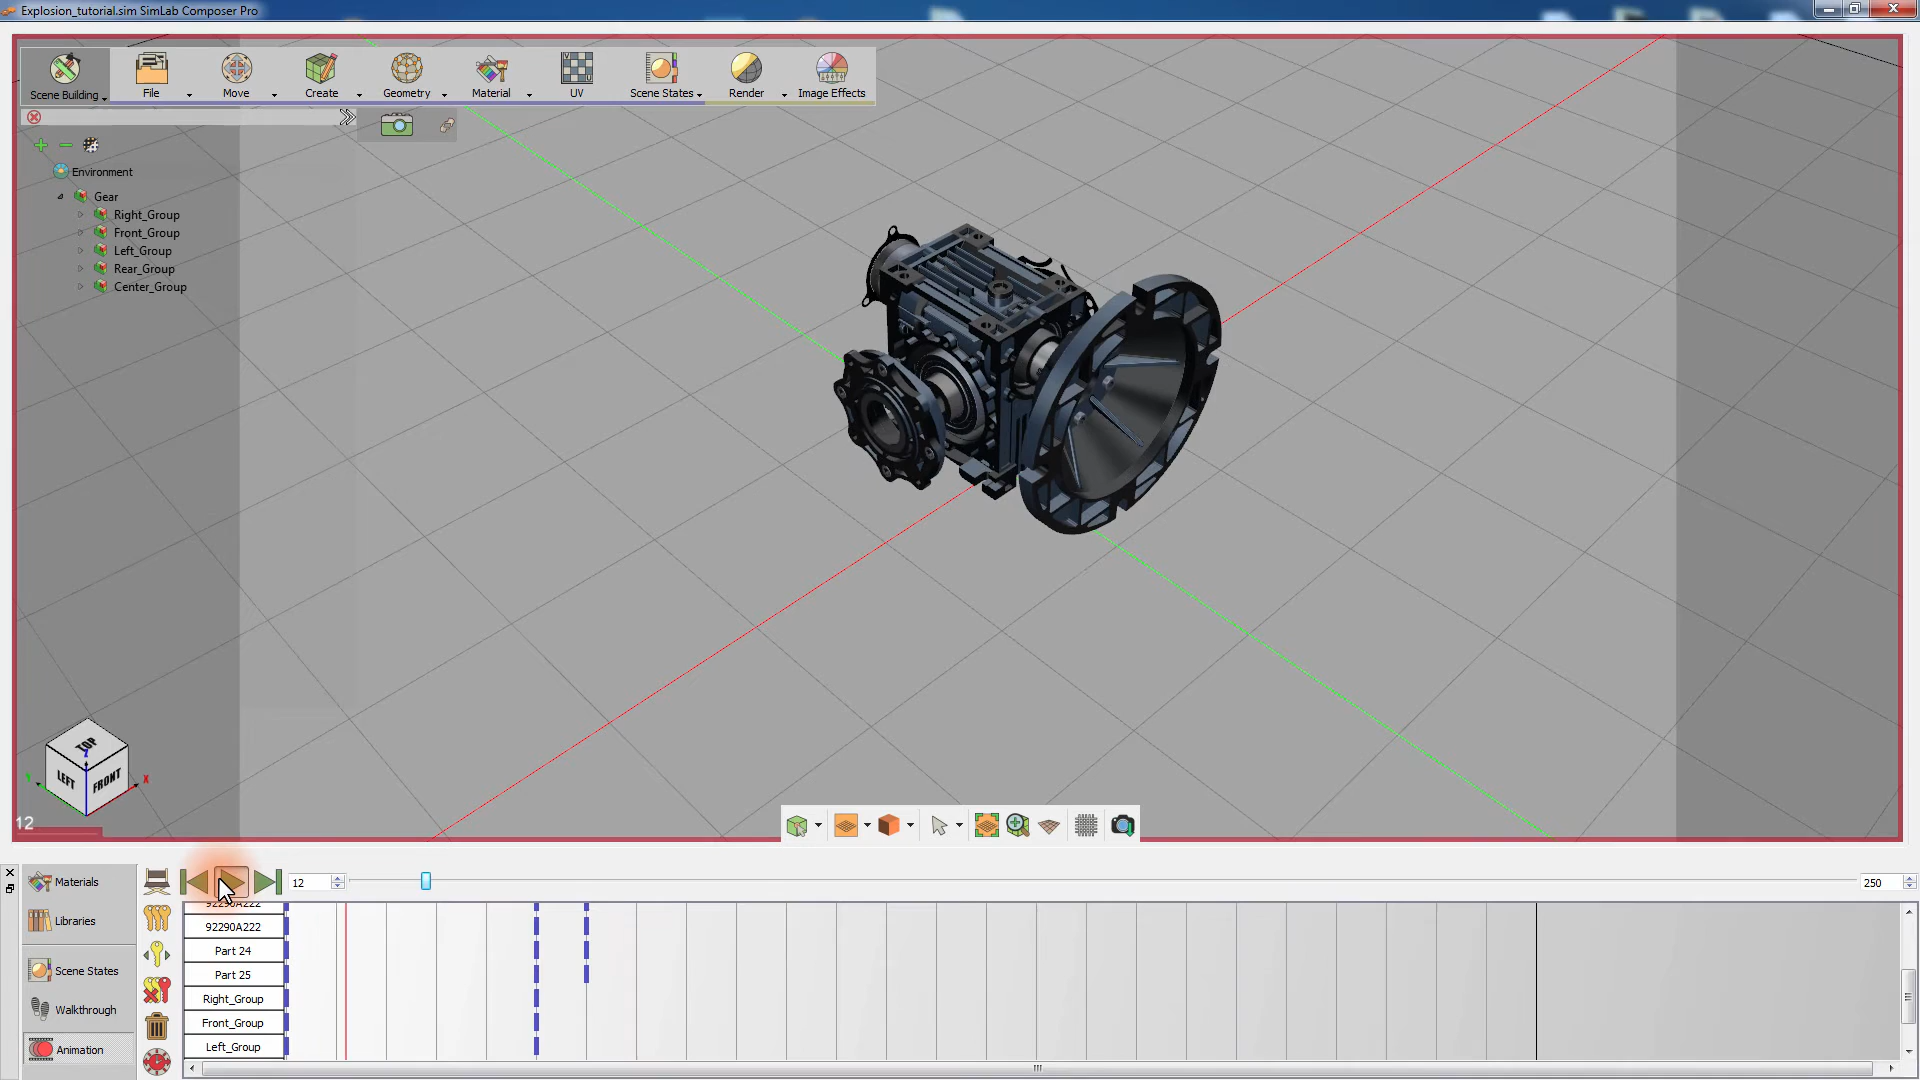 Explosion_tutorial.sim SimLab Composer Pro
Scene Building
File
Move
Create
Geometry
Material
UV
Scene States
Render
Image Effects
Environment
Gear
Right_Group
Front_Group
Left_Group
Rear_Group
Center_Group
TOP
LEFT
FRONT
Z
X
12
Materials
Libraries
Scene States
Walkthrough
Animation
12
250
92290A222
92290A222
Part 24
Part 25
Right_Group
Front_Group
Left_Group